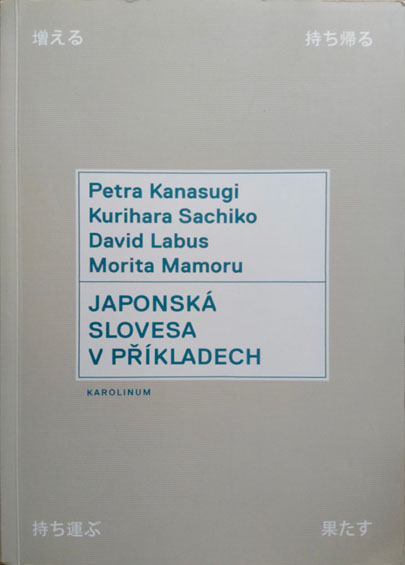 増える
持ち帰る
Petra Kanasugi
Kurihara Sachiko
David Labus
Morita Mamoru
JAPONSKÁ
SLOVESA
V PŘÍKLADECH
KAROLINUM
持ち運ぶ
果たす